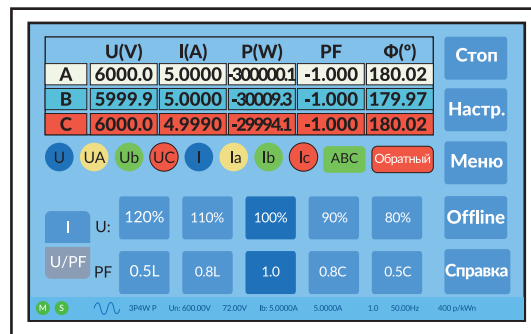 U(V) I(A) P(W) PF Φ(º)
A 6000.0 5.0000 -300000.1 -1.000 180.02
B 5999.9 5.0000 -30009.3 -1.000 179.97
C 6000.0 4.9990 -29994.1 -1.000 180.02
U UA Ub UC I Ia Ib Ic ABC Обратный
I U: 120% 110% 100% 90% 80%
U/PF PF 0.5L 0.8L 1.0 0.8C 0.5C
Стоп
Настр.
Меню
Offline
Справка
M S 3P4W P Un: 600.00V 72.00V Ib: 5.0000A 5.0000A 1.0 50.00Hz 400 p/kWn